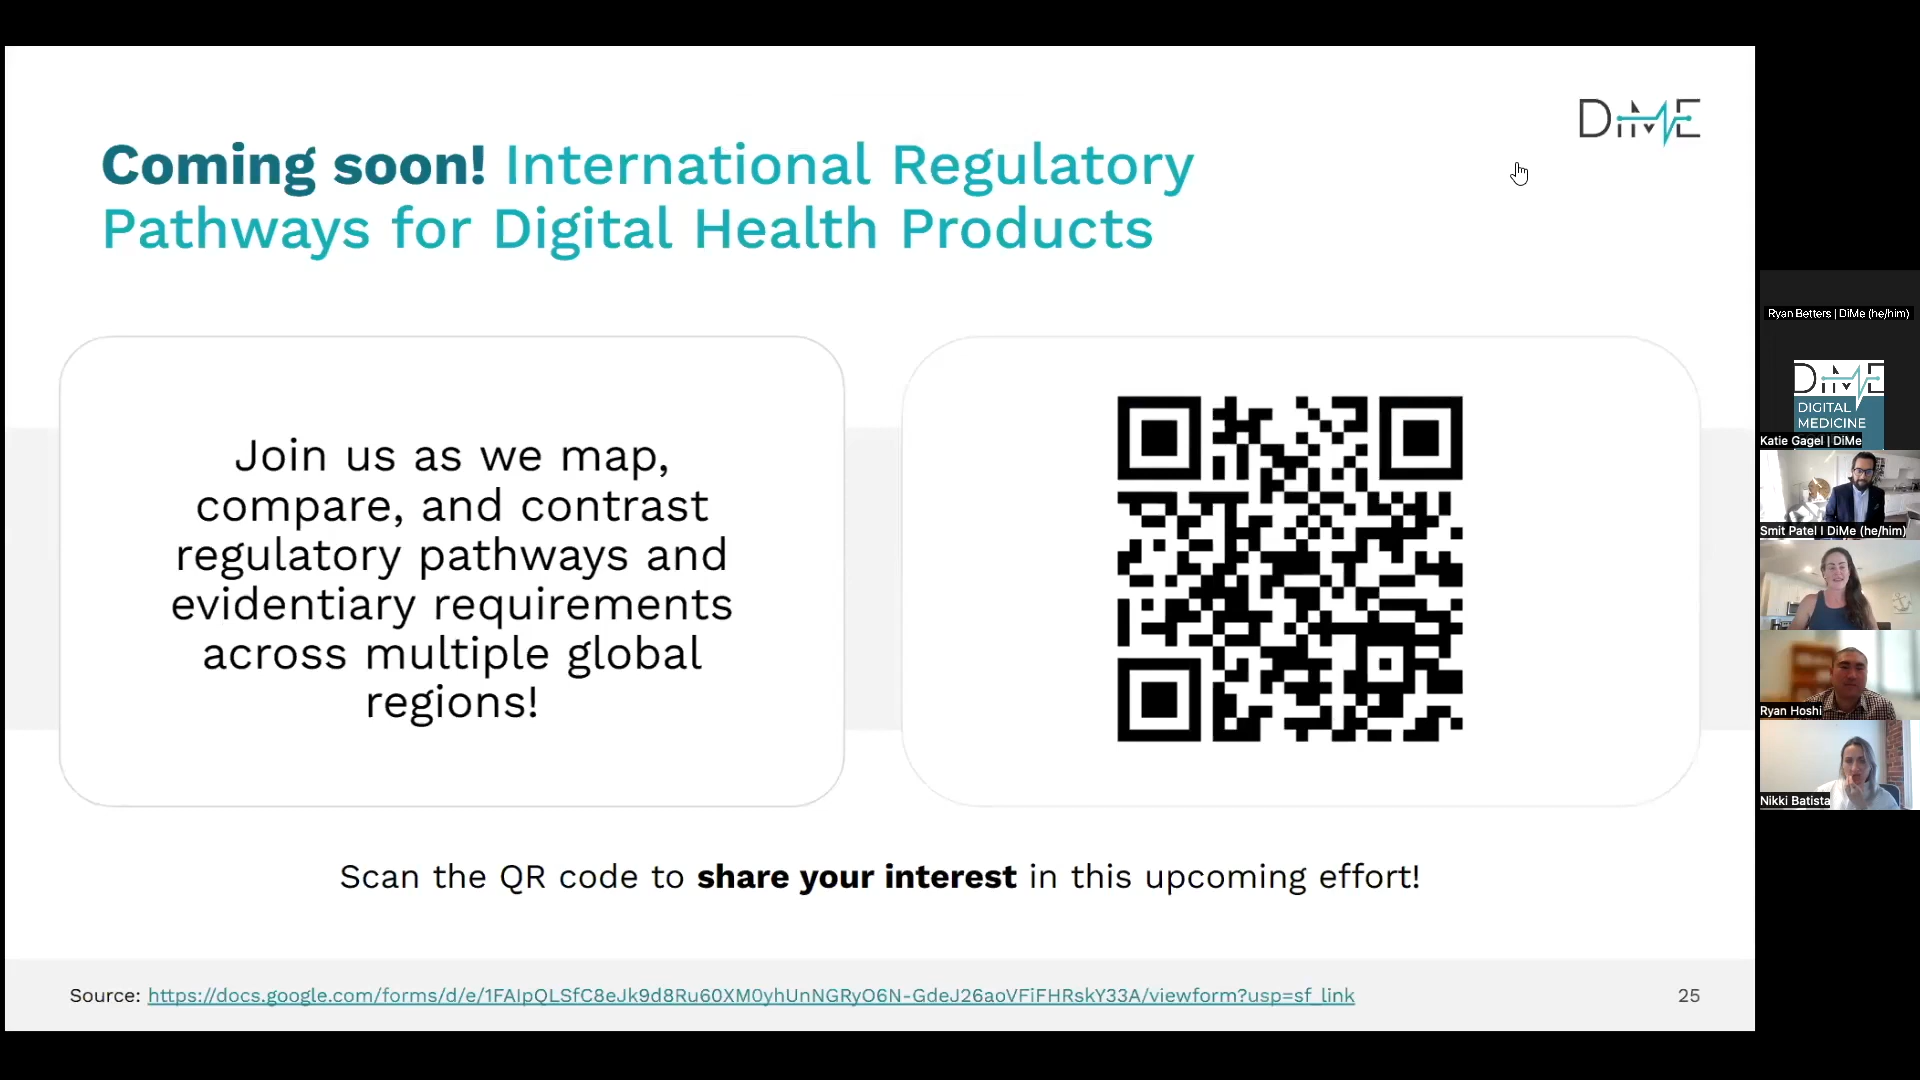 DiME
Coming soon! International Regulatory
Pathways for Digital Health Products
Join us as we map,
compare, and contrast
regulatory pathways and
evidentiary requirements
across multiple global
regions!
Scan the QR code to share your interest in this upcoming effort!
Source: https://docs.google.com/forms/d/e/1FAIpQLSfC8eJk9d8Ru60XM0yhUnNGRyO6N-GdeJ26aoVFiFHRskY33A/viewform?usp=sf_link
25
Ryan Betters | DiMe (he/him)
DiME
DIGITAL
MEDICINE
Katie Gagel | DiMe
Smit Patel | DiMe (he/him)
Ryan Hoshi
Nikki Batista